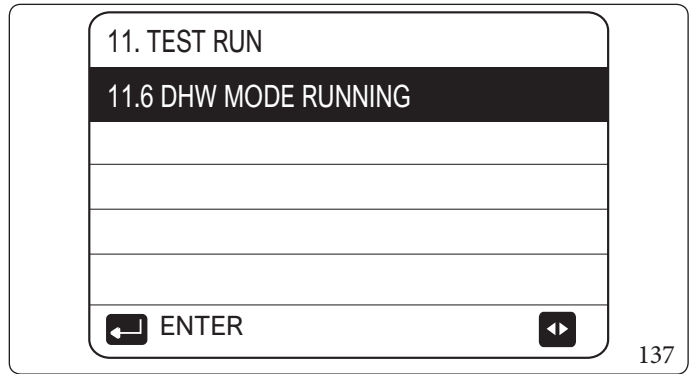 11. TEST RUN
11.6 DHW MODE RUNNING
ENTER
137